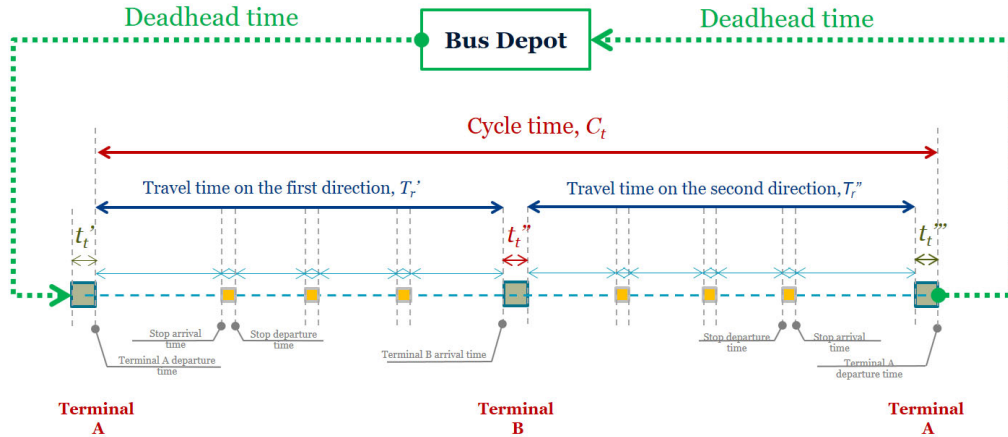 Deadhead time
Deadhead time
Bus Depot
Cycle time, Cₜ
Travel time on the first direction, Tᵣ'
Travel time on the second direction,Tᵣ"
tₜ'
tₜ"
tₜ'''
Stop arrival
time
Stop departure
time
Terminal A departure
time
Terminal B arrival time
Stop departure
time
Stop arrival
time
Terminal A
departure time
Terminal
A
Terminal
B
Terminal
A